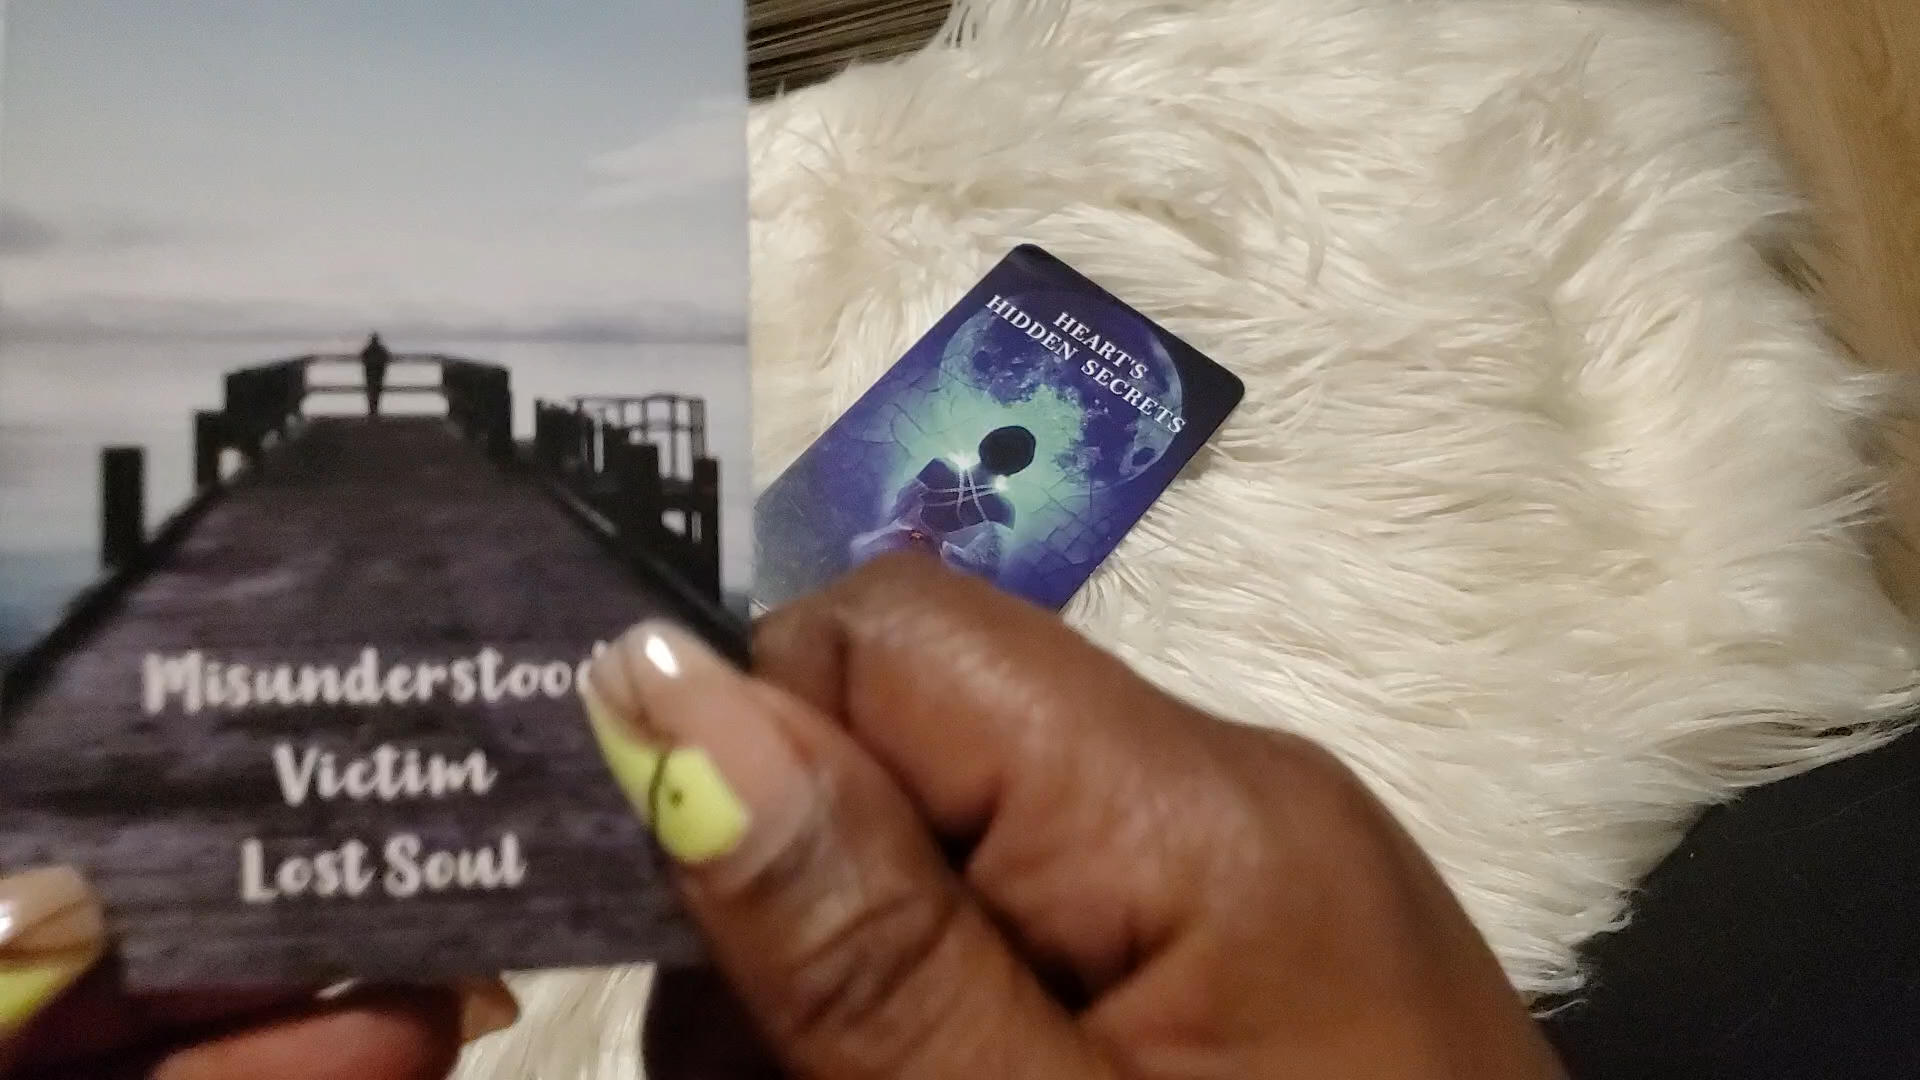 Misunderstood
Victim
Lost Soul
HEART'S
HIDDEN SECRETS